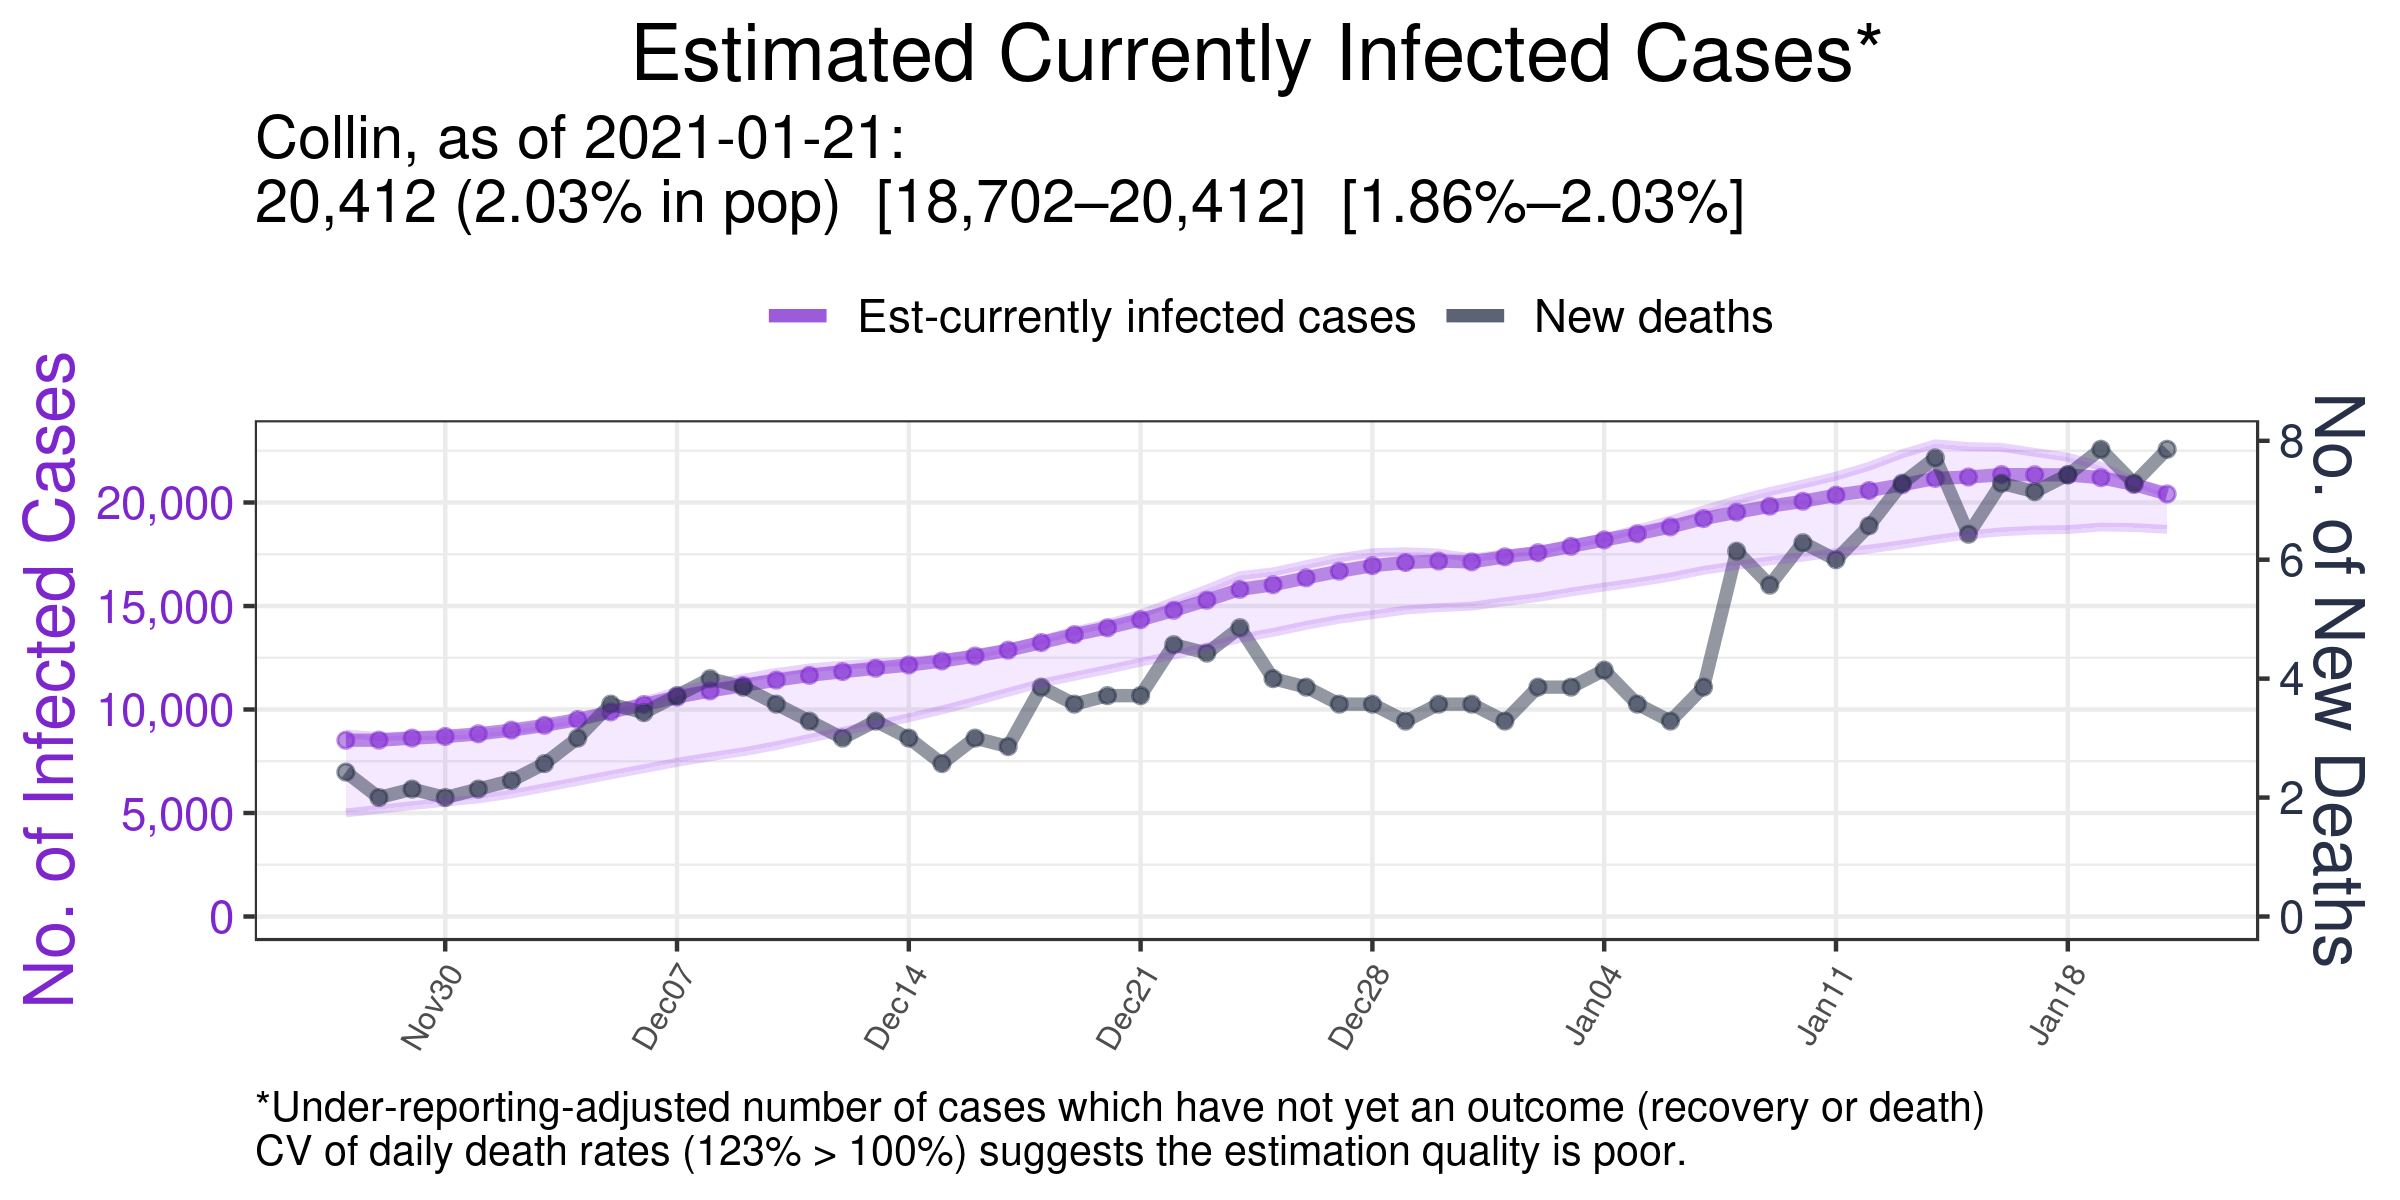 Estimated Currently Infected Cases*
Collin, as of 2021-01-21:
20,412 (2.03% in pop)  [18,702–20,412]  [1.86%–2.03%]
Est-currently infected cases
New deaths
No. of Infected Cases
20,000
15,000
10,000
5,000
0
8
6
4
2
0
No. of New Deaths
Nov30
Dec07
Dec14
Dec21
Dec28
Jan04
Jan11
Jan18
*Under-reporting-adjusted number of cases which have not yet an outcome (recovery or death)
CV of daily death rates (123% > 100%) suggests the estimation quality is poor.